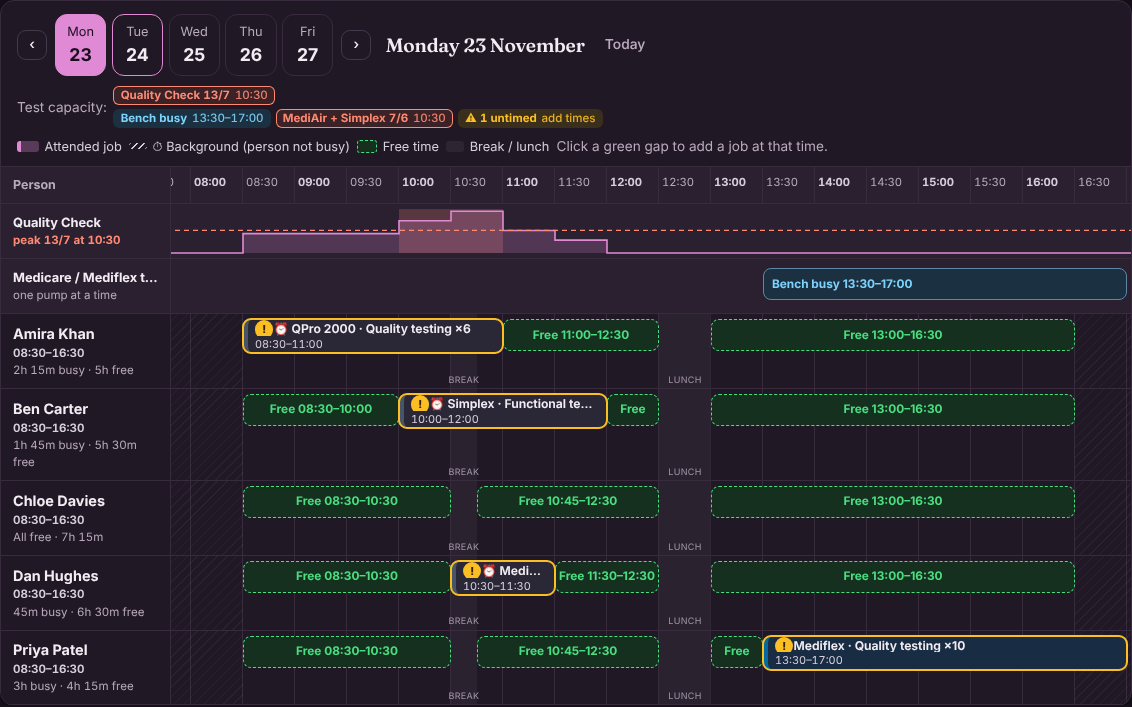 ‹
Mon
23
Tue
24
Wed
25
Thu
26
Fri
27
›
Monday 23 November
Today
Test capacity:
Quality Check 13/7 10:30
Bench busy 13:30–17:00
MediAir + Simplex 7/6 10:30
⚠ 1 untimed add times
Attended job
⏱ Background (person not busy)
Free time
Break / lunch
Click a green gap to add a job at that time.
Person
08:00 08:30 09:00 09:30 10:00 10:30 11:00 11:30 12:00 12:30 13:00 13:30 14:00 14:30 15:00 15:30 16:00 16:30
Quality Check
peak 13/7 at 10:30
Medicare / Mediflex t…
one pump at a time
Bench busy 13:30–17:00
Amira Khan
08:30–16:30
2h 15m busy · 5h free
! ⏰ QPro 2000 · Quality testing ×6
08:30–11:00
Free 11:00–12:30
Free 13:00–16:30
BREAK
LUNCH
Ben Carter
08:30–16:30
1h 45m busy · 5h 30m
free
Free 08:30–10:00
! ⏰ Simplex · Functional te…
10:00–12:00
Free
Free 13:00–16:30
BREAK
LUNCH
Chloe Davies
08:30–16:30
All free · 7h 15m
Free 08:30–10:30
Free 10:45–12:30
Free 13:00–16:30
BREAK
LUNCH
Dan Hughes
08:30–16:30
45m busy · 6h 30m free
Free 08:30–10:30
! ⏰ Medi…
10:30–11:30
Free 11:30–12:30
Free 13:00–16:30
BREAK
LUNCH
Priya Patel
08:30–16:30
3h busy · 4h 15m free
Free 08:30–10:30
Free 10:45–12:30
Free
! Mediflex · Quality testing ×10
13:30–17:00
BREAK
LUNCH